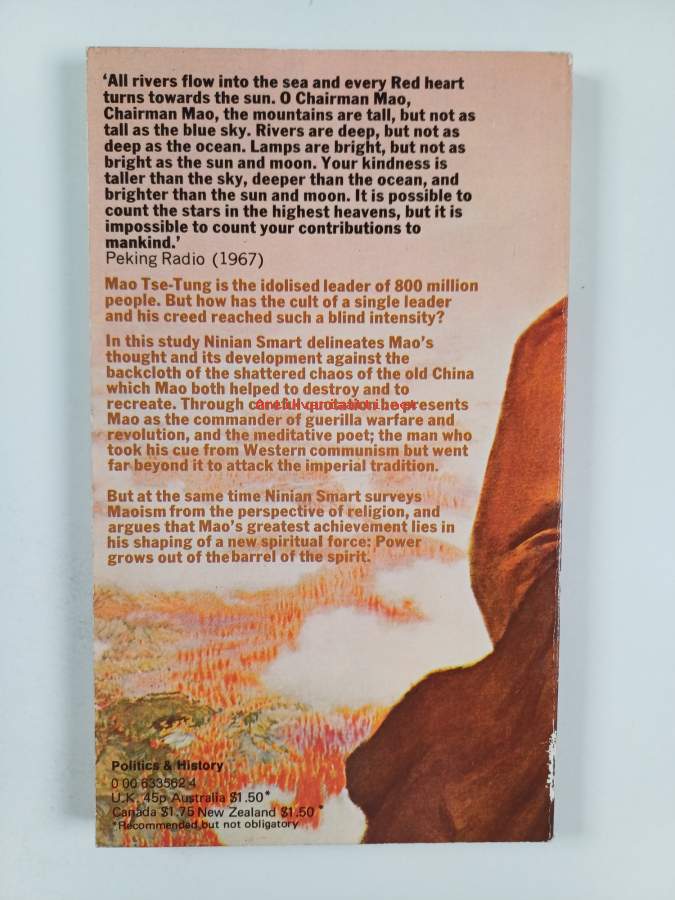 ‘All rivers flow into the sea and every Red heart
turns towards the sun. O Chairman Mao,
Chairman Mao, the mountains are tall, but not as
tall as the blue sky. Rivers are deep, but not as
deep as the ocean. Lamps are bright, but not as
bright as the sun and moon. Your kindness is
taller than the sky, deeper than the ocean, and
brighter than the sun and moon. It is possible to
count the stars in the highest heavens, but it is
impossible to count your contributions to
mankind.’
Peking Radio (1967)
Mao Tse-Tung is the idolised leader of 800 million
people. But how has the cult of a single leader
and his creed reached such a blind intensity?
In this study Ninian Smart delineates Mao’s
thought and its development against the
backcloth of the shattered chaos of the old China
which Mao both helped to destroy and to
recreate. Through careful quotation he presents
Mao as the commander of guerilla warfare and
revolution, and the meditative poet; the man who
took his cue from Western communism but went
far beyond it to attack the imperial tradition.
But at the same time Ninian Smart surveys
Maoism from the perspective of religion, and
argues that Mao’s greatest achievement lies in
his shaping of a new spiritual force: Power
grows out of the barrel of the spirit.
Politics & History
0 00 633562 4
U.K. 45p Australia $1.50*
Canada $1.75 New Zealand $1.50*
*Recommended but not obligatory